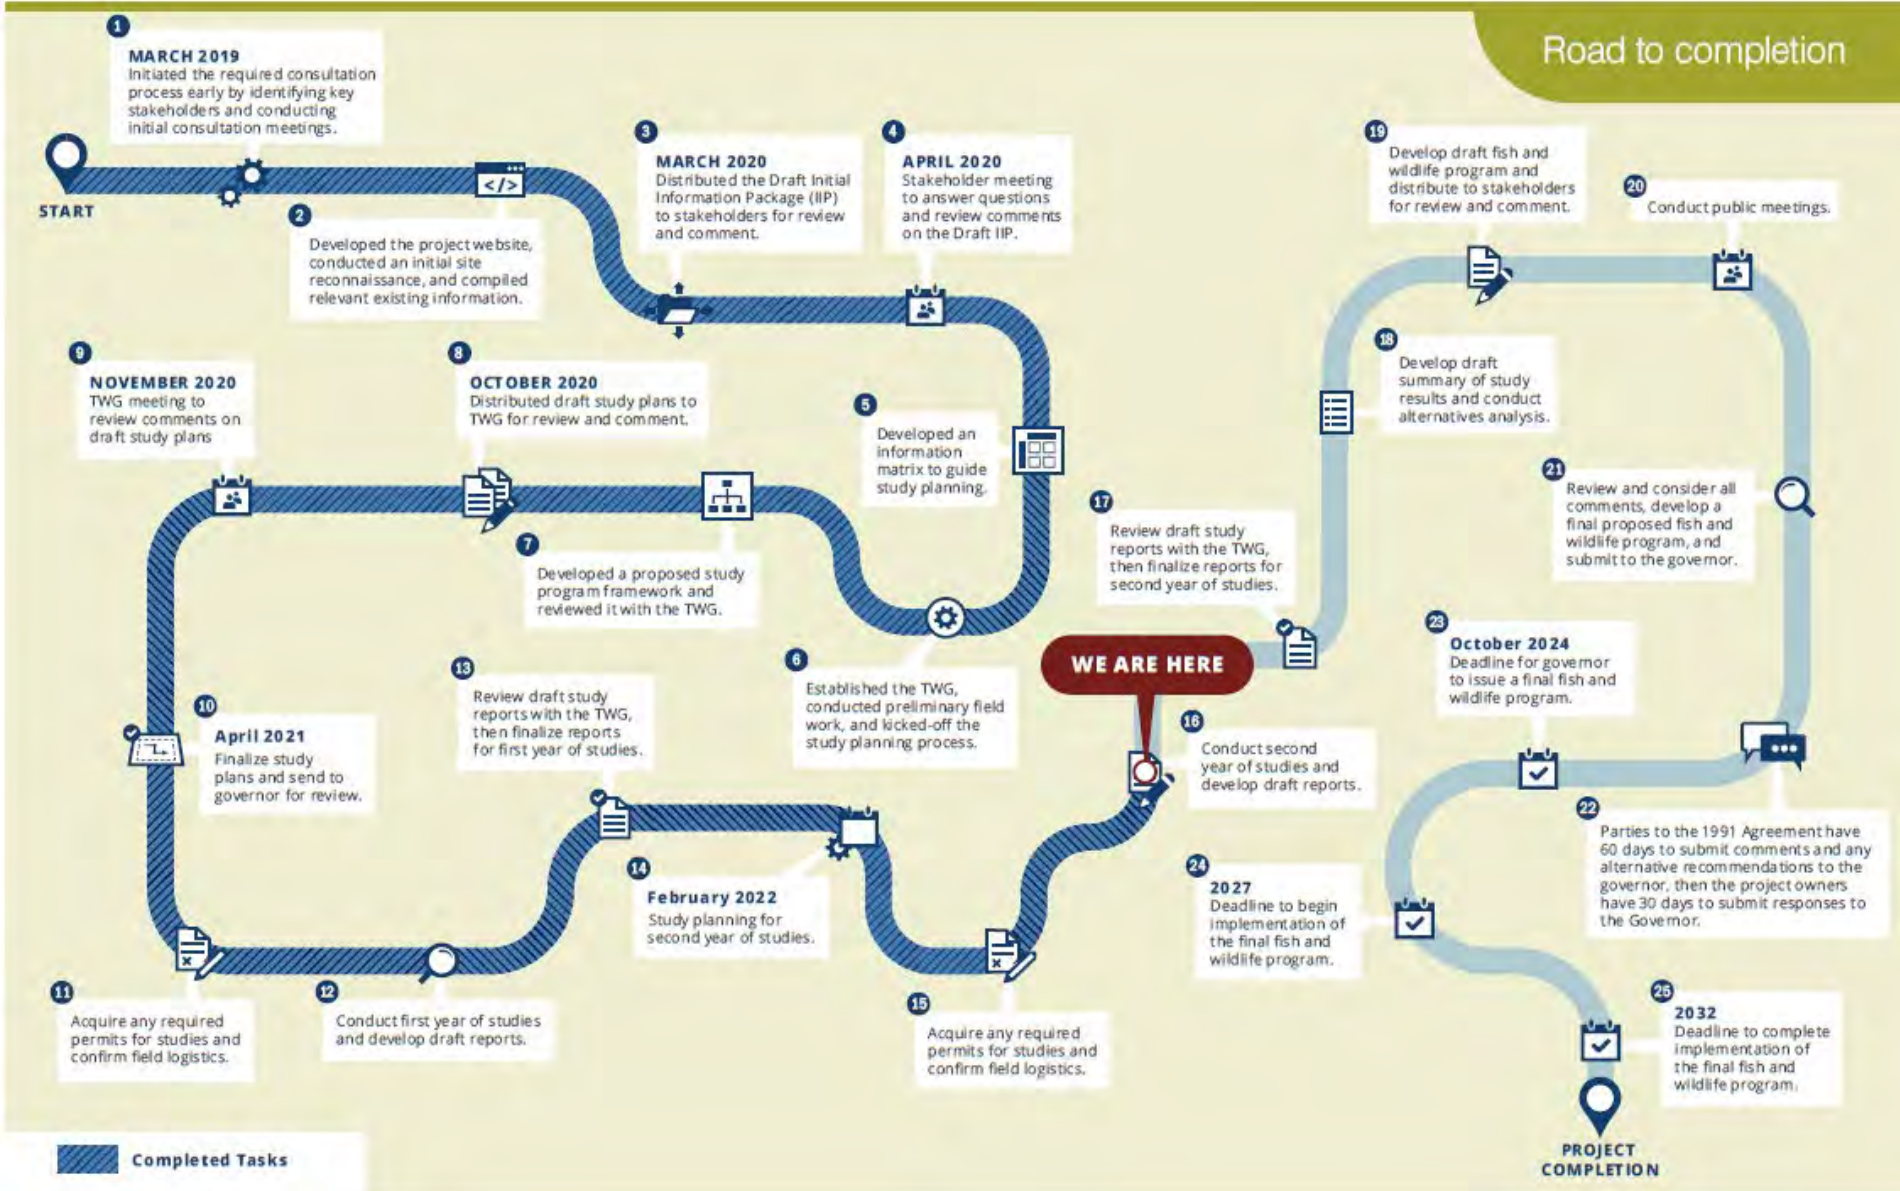 Road to completion
START
1
MARCH 2019
Initiated the required consultation
process early by identifying key
stakeholders and conducting
initial consultation meetings.
</>
2
Developed the project website,
conducted an initial site
reconnaissance, and compiled
relevant existing information.
3
MARCH 2020
Distributed the Draft Initial
Information Package (IIP)
to stakeholders for review
and comment.
4
APRIL 2020
Stakeholder meeting
to answer questions
and review comments
on the Draft IIP.
5
Developed an
information
matrix to guide
study planning.
6
Established the TWG,
conducted preliminary field
work, and kicked-off the
study planning process.
7
Developed a proposed study
program framework and
reviewed it with the TWG.
8
OCTOBER 2020
Distributed draft study plans to
TWG for review and comment.
9
NOVEMBER 2020
TWG meeting to
review comments on
draft study plans
10
April 2021
Finalize study
plans and send to
governor for review.
11
Acquire any required
permits for studies and
confirm field logistics.
12
Conduct first year of studies
and develop draft reports.
13
Review draft study
reports with the TWG,
then finalize reports
for first year of studies.
14
February 2022
Study planning for
second year of studies.
15
Acquire any required
permits for studies and
confirm field logistics.
WE ARE HERE
16
Conduct second
year of studies and
develop draft reports.
17
Review draft study
reports with the TWG,
then finalize reports for
second year of studies.
18
Develop draft
summary of study
results and conduct
alternatives analysis.
19
Develop draft fish and
wildlife program and
distribute to stakeholders
for review and comment.
20
Conduct public meetings.
21
Review and consider all
comments, develop a
final proposed fish and
wildlife program, and
submit to the governor.
22
Parties to the 1991 Agreement have
60 days to submit comments and any
alternative recommendations to the
governor, then the project owners
have 30 days to submit responses to
the Governor.
23
October 2024
Deadline for governor
to issue a final fish and
wildlife program.
24
2027
Deadline to begin
implementation of
the final fish and
wildlife program.
25
2032
Deadline to complete
implementation of
the final fish and
wildlife program.
PROJECT
COMPLETION
Completed Tasks